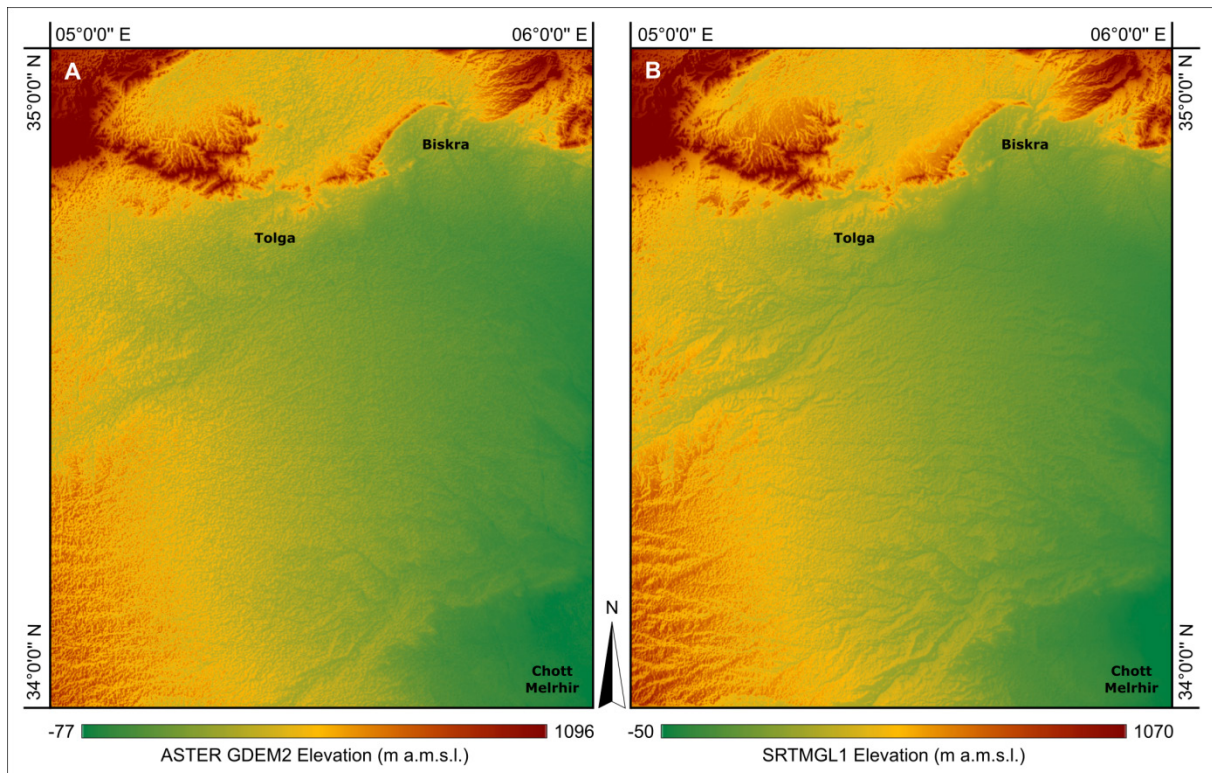 05°0'0" E
06°0'0" E
05°0'0" E
06°0'0" E
35°0'0" N
35°0'0" N
A
B
Biskra
Biskra
Tolga
Tolga
34°0'0" N
34°0'0" N
N
Chott
Melrhir
Chott
Melrhir
-77
1096
-50
1070
ASTER GDEM2 Elevation (m a.m.s.l.)
SRTMGL1 Elevation (m a.m.s.l.)